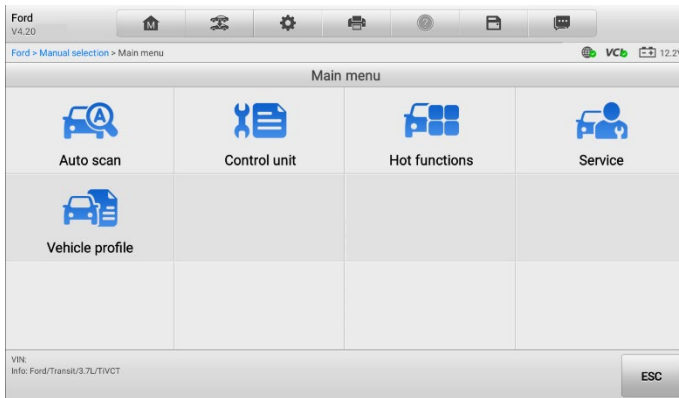 Ford
V4.20
M
?
Ford > Manual selection > Main menu
VCI
12.2V
Main menu
A
Auto scan
Control unit
Hot functions
Service
Vehicle profile
VIN:
Info: Ford/Transit/3.7L/TiVCT
ESC